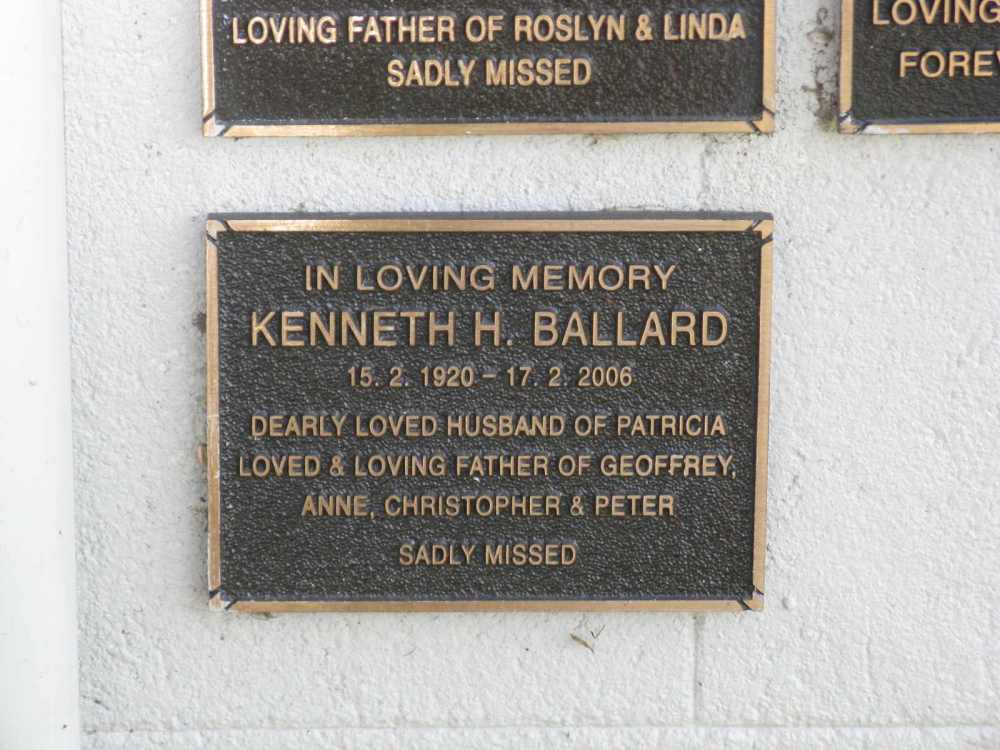 LOVING FATHER OF ROSLYN & LINDA
SADLY MISSED
LOVING
FOREV
IN LOVING MEMORY
KENNETH H. BALLARD
15. 2. 1920 – 17. 2. 2006
DEARLY LOVED HUSBAND OF PATRICIA
LOVED & LOVING FATHER OF GEOFFREY,
ANNE, CHRISTOPHER & PETER
SADLY MISSED